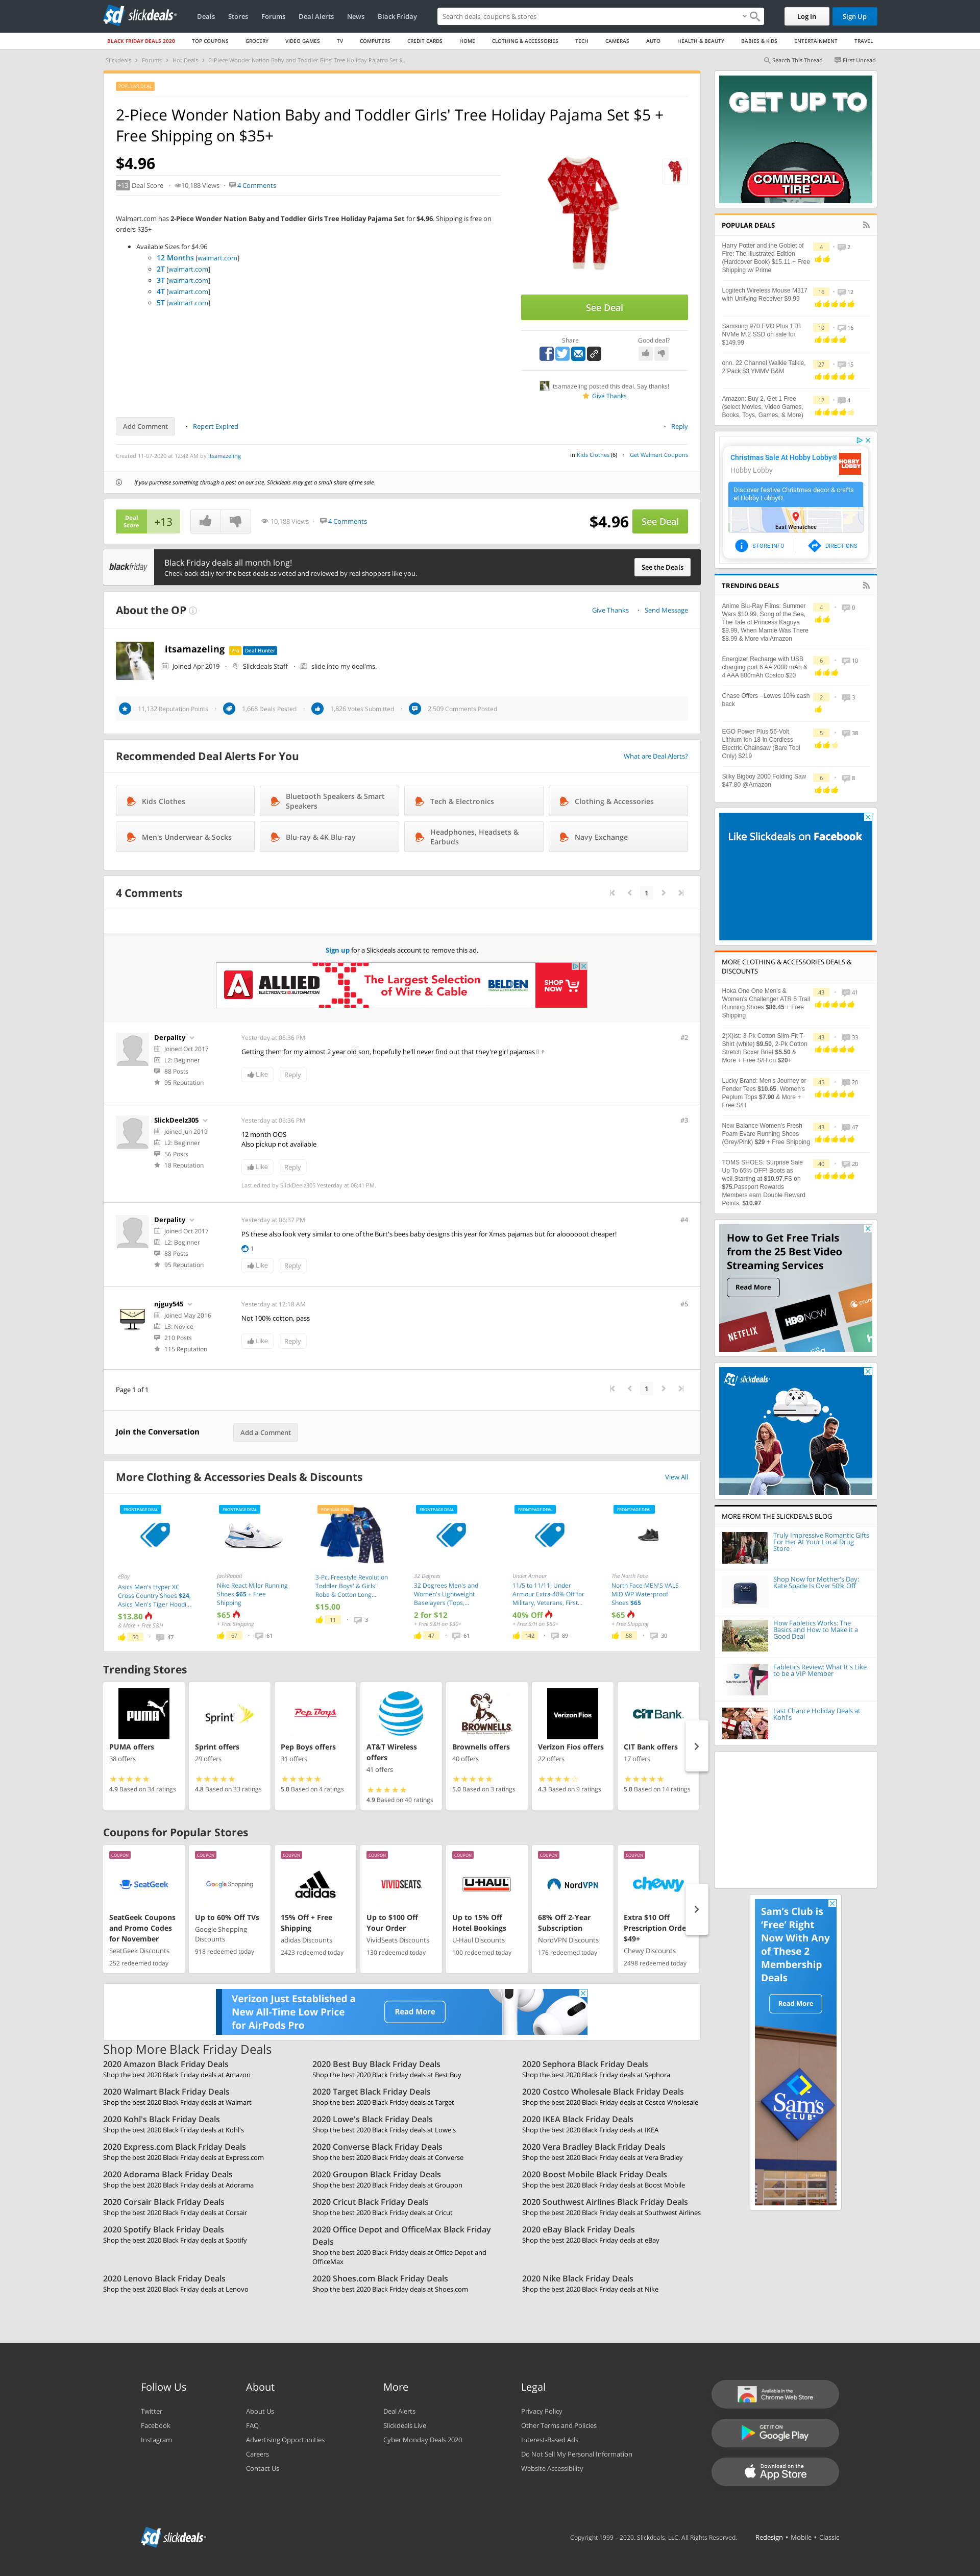 slickdeals
Deals
Stores
Forums
Deal Alerts
News
Black Friday
Search deals, coupons & stores
Log In
Sign Up
BLACK FRIDAY DEALS 2020
TOP COUPONS
GROCERY
VIDEO GAMES
TV
COMPUTERS
CREDIT CARDS
HOME
CLOTHING & ACCESSORIES
TECH
CAMERAS
AUTO
HEALTH & BEAUTY
BABIES & KIDS
ENTERTAINMENT
TRAVEL
Slickdeals
Forums
Hot Deals
2-Piece Wonder Nation Baby and Toddler Girls' Tree Holiday Pajama Set $...
Search This Thread
First Unread
POPULAR DEAL
2-Piece Wonder Nation Baby and Toddler Girls' Tree Holiday Pajama Set $5 +
Free Shipping on $35+
$4.96
+13 Deal Score
10,188 Views
4 Comments
Walmart.com has 2-Piece Wonder Nation Baby and Toddler Girls Tree Holiday Pajama Set for $4.96. Shipping is free on
orders $35+
Available Sizes for $4.96
12 Months [walmart.com]
2T [walmart.com]
3T [walmart.com]
4T [walmart.com]
5T [walmart.com]
See Deal
Share
Good deal?
itsamazeling posted this deal. Say thanks!
Give Thanks
Add Comment
Report Expired
Reply
Created 11-07-2020 at 12:42 AM by itsamazeling
in Kids Clothes (6)
Get Walmart Coupons
If you purchase something through a post on our site, Slickdeals may get a small share of the sale.
Deal
Score
+13
10,188 Views
4 Comments
$4.96
See Deal
blackfriday
Black Friday deals all month long!
Check back daily for the best deals as voted and reviewed by real shoppers like you.
See the Deals
About the OP
Give Thanks
Send Message
itsamazeling
Pro
Deal Hunter
Joined Apr 2019
Slickdeals Staff
slide into my deal'ms.
11,132 Reputation Points
1,668 Deals Posted
1,826 Votes Submitted
2,509 Comments Posted
Recommended Deal Alerts For You
What are Deal Alerts?
Kids Clothes
Bluetooth Speakers & Smart
Speakers
Tech & Electronics
Clothing & Accessories
Men's Underwear & Socks
Blu-ray & 4K Blu-ray
Headphones, Headsets &
Earbuds
Navy Exchange
4 Comments
1
Sign up for a Slickdeals account to remove this ad.
ALLIED
ELECTRONICS & AUTOMATION
The Largest Selection
of Wire & Cable
BELDEN
SHOP
NOW
Derpality
Joined Oct 2017
L2: Beginner
88 Posts
95 Reputation
Yesterday at 06:36 PM
#2
Getting them for my almost 2 year old son, hopefully he'll never find out that they're girl pajamas
Like
Reply
SlickDeelz305
Joined Jun 2019
L2: Beginner
56 Posts
18 Reputation
Yesterday at 06:36 PM
#3
12 month OOS
Also pickup not available
Like
Reply
Last edited by SlickDeelz305 Yesterday at 06:41 PM.
Derpality
Joined Oct 2017
L2: Beginner
88 Posts
95 Reputation
Yesterday at 06:37 PM
#4
PS these also look very similar to one of the Burt's bees baby designs this year for Xmas pajamas but for aloooooot cheaper!
1
Like
Reply
njguy545
Joined May 2016
L3: Novice
210 Posts
115 Reputation
Yesterday at 12:18 AM
#5
Not 100% cotton, pass
Like
Reply
Page 1 of 1
1
Join the Conversation
Add a Comment
More Clothing & Accessories Deals & Discounts
View All
FRONTPAGE DEAL
eBay
Asics Men's Hyper XC
Cross Country Shoes $24,
Asics Men's Tiger Hoodi...
$13.80
& More + Free S&H
50
47
FRONTPAGE DEAL
JackRabbit
Nike React Miler Running
Shoes $65 + Free
Shipping
$65
+ Free Shipping
67
61
POPULAR DEAL
3-Pc. Freestyle Revolution
Toddler Boys' & Girls'
Robe & Cotton Long...
$15.00
11
3
FRONTPAGE DEAL
32 Degrees
32 Degrees Men's and
Women's Lightweight
Baselayers (Tops,...
2 for $12
+ Free S&H on $30+
47
61
FRONTPAGE DEAL
Under Armour
11/5 to 11/11: Under
Armour Extra 40% Off for
Military, Veterans, First...
40% Off
+ Free S/H on $60+
142
89
FRONTPAGE DEAL
The North Face
North Face MEN'S VALS
MID WP Waterproof
Shoes $65
$65
+ Free Shipping
58
30
Trending Stores
PUMA
PUMA offers
38 offers
4.9 Based on 34 ratings
Sprint
Sprint offers
29 offers
4.8 Based on 33 ratings
Pep Boys
Pep Boys offers
31 offers
5.0 Based on 4 ratings
AT&T Wireless
offers
41 offers
4.9 Based on 40 ratings
BROWNELLS
Brownells offers
40 offers
5.0 Based on 3 ratings
Verizon Fios
Verizon Fios offers
22 offers
4.3 Based on 9 ratings
CIT BANK
CIT Bank offers
17 offers
5.0 Based on 14 ratings
Coupons for Popular Stores
COUPON
SeatGeek
SeatGeek Coupons
and Promo Codes
for November
SeatGeek Discounts
252 redeemed today
COUPON
Google Shopping
Up to 60% Off TVs
Google Shopping
Discounts
918 redeemed today
COUPON
adidas
15% Off + Free
Shipping
adidas Discounts
2423 redeemed today
COUPON
VIVIDSEATS
Up to $100 Off
Your Order
VividSeats Discounts
130 redeemed today
COUPON
U-HAUL
Up to 15% Off
Hotel Bookings
U-Haul Discounts
100 redeemed today
COUPON
NordVPN
68% Off 2-Year
Subscription
NordVPN Discounts
176 redeemed today
COUPON
chewy
Extra $10 Off
Prescription Orde
$49+
Chewy Discounts
2498 redeemed today
Verizon Just Established a
New All-Time Low Price
for AirPods Pro
Read More
Shop More Black Friday Deals
2020 Amazon Black Friday Deals
Shop the best 2020 Black Friday deals at Amazon
2020 Best Buy Black Friday Deals
Shop the best 2020 Black Friday deals at Best Buy
2020 Sephora Black Friday Deals
Shop the best 2020 Black Friday deals at Sephora
2020 Walmart Black Friday Deals
Shop the best 2020 Black Friday deals at Walmart
2020 Target Black Friday Deals
Shop the best 2020 Black Friday deals at Target
2020 Costco Wholesale Black Friday Deals
Shop the best 2020 Black Friday deals at Costco Wholesale
2020 Kohl's Black Friday Deals
Shop the best 2020 Black Friday deals at Kohl's
2020 Lowe's Black Friday Deals
Shop the best 2020 Black Friday deals at Lowe's
2020 IKEA Black Friday Deals
Shop the best 2020 Black Friday deals at IKEA
2020 Express.com Black Friday Deals
Shop the best 2020 Black Friday deals at Express.com
2020 Converse Black Friday Deals
Shop the best 2020 Black Friday deals at Converse
2020 Vera Bradley Black Friday Deals
Shop the best 2020 Black Friday deals at Vera Bradley
2020 Adorama Black Friday Deals
Shop the best 2020 Black Friday deals at Adorama
2020 Groupon Black Friday Deals
Shop the best 2020 Black Friday deals at Groupon
2020 Boost Mobile Black Friday Deals
Shop the best 2020 Black Friday deals at Boost Mobile
2020 Corsair Black Friday Deals
Shop the best 2020 Black Friday deals at Corsair
2020 Cricut Black Friday Deals
Shop the best 2020 Black Friday deals at Cricut
2020 Southwest Airlines Black Friday Deals
Shop the best 2020 Black Friday deals at Southwest Airlines
2020 Spotify Black Friday Deals
Shop the best 2020 Black Friday deals at Spotify
2020 Office Depot and OfficeMax Black Friday
Deals
Shop the best 2020 Black Friday deals at Office Depot and
OfficeMax
2020 eBay Black Friday Deals
Shop the best 2020 Black Friday deals at eBay
2020 Lenovo Black Friday Deals
Shop the best 2020 Black Friday deals at Lenovo
2020 Shoes.com Black Friday Deals
Shop the best 2020 Black Friday deals at Shoes.com
2020 Nike Black Friday Deals
Shop the best 2020 Black Friday deals at Nike
GET UP TO
COMMERCIAL
TIRE
POPULAR DEALS
Harry Potter and the Goblet of
Fire: The Illustrated Edition
(Hardcover Book) $15.11 + Free
Shipping w/ Prime
4
2
Logitech Wireless Mouse M317
with Unifying Receiver $9.99
16
12
Samsung 970 EVO Plus 1TB
NVMe M.2 SSD on sale for
$149.99
10
16
onn. 22 Channel Walkie Talkie,
2 Pack $3 YMMV B&M
27
15
Amazon: Buy 2, Get 1 Free
(select Movies, Video Games,
Books, Toys, Games, & More)
12
4
Christmas Sale At Hobby Lobby®
Hobby Lobby
HOBBY
LOBBY
Discover festive Christmas decor & crafts
at Hobby Lobby®.
East Wenatchee
STORE INFO
DIRECTIONS
TRENDING DEALS
Anime Blu-Ray Films: Summer
Wars $10.99, Song of the Sea,
The Tale of Princess Kaguya
$9.99, When Marnie Was There
$8.99 & More via Amazon
4
0
Energizer Recharge with USB
charging port 6 AA 2000 mAh &
4 AAA 800mAh Costco $20
6
10
Chase Offers - Lowes 10% cash
back
2
3
EGO Power Plus 56-Volt
Lithium Ion 18-in Cordless
Electric Chainsaw (Bare Tool
Only) $219
5
38
Silky Bigboy 2000 Folding Saw
$47.80 @Amazon
6
8
Like Slickdeals on Facebook
MORE CLOTHING & ACCESSORIES DEALS &
DISCOUNTS
Hoka One One Men's &
Women's Challenger ATR 5 Trail
Running Shoes $86.45 + Free
Shipping
43
41
2(X)ist: 3-Pk Cotton Slim-Fit T-
Shirt (white) $9.50, 2-Pk Cotton
Stretch Boxer Brief $5.50 &
More + Free S/H on $20+
43
33
Lucky Brand: Men's Journey or
Fender Tees $10.65, Women's
Peplum Tops $7.90 & More +
Free S/H
45
20
New Balance Women's Fresh
Foam Evare Running Shoes
(Grey/Pink) $29 + Free Shipping
43
47
TOMS SHOES: Surprise Sale
Up To 65% OFF! Boots as
well.Starting at $10.97,FS on
$75.Passport Rewards
Members earn Double Reward
Points. $10.97
40
20
How to Get Free Trials
from the 25 Best Video
Streaming Services
Read More
NETFLIX
HBO NOW
slickdeals
MORE FROM THE SLICKDEALS BLOG
Truly Impressive Romantic Gifts
For Her At Your Local Drug
Store
Shop Now for Mother's Day:
Kate Spade Is Over 50% Off
How Fabletics Works: The
Basics and How to Make it a
Good Deal
Fabletics Review: What It's Like
to be a VIP Member
Last Chance Holiday Deals at
Kohl's
Sam's Club is
'Free' Right
Now With Any
of These 2
Membership
Deals
Read More
Sam's
CLUB
Follow Us
Twitter
Facebook
Instagram
About
About Us
FAQ
Advertising Opportunities
Careers
Contact Us
More
Deal Alerts
Slickdeals Live
Cyber Monday Deals 2020
Legal
Privacy Policy
Other Terms and Policies
Interest-Based Ads
Do Not Sell My Personal Information
Website Accessibility
Available in the
Chrome Web Store
GET IT ON
Google Play
Download on the
App Store
slickdeals
Copyright 1999 – 2020. Slickdeals, LLC. All Rights Reserved.
Redesign • Mobile • Classic